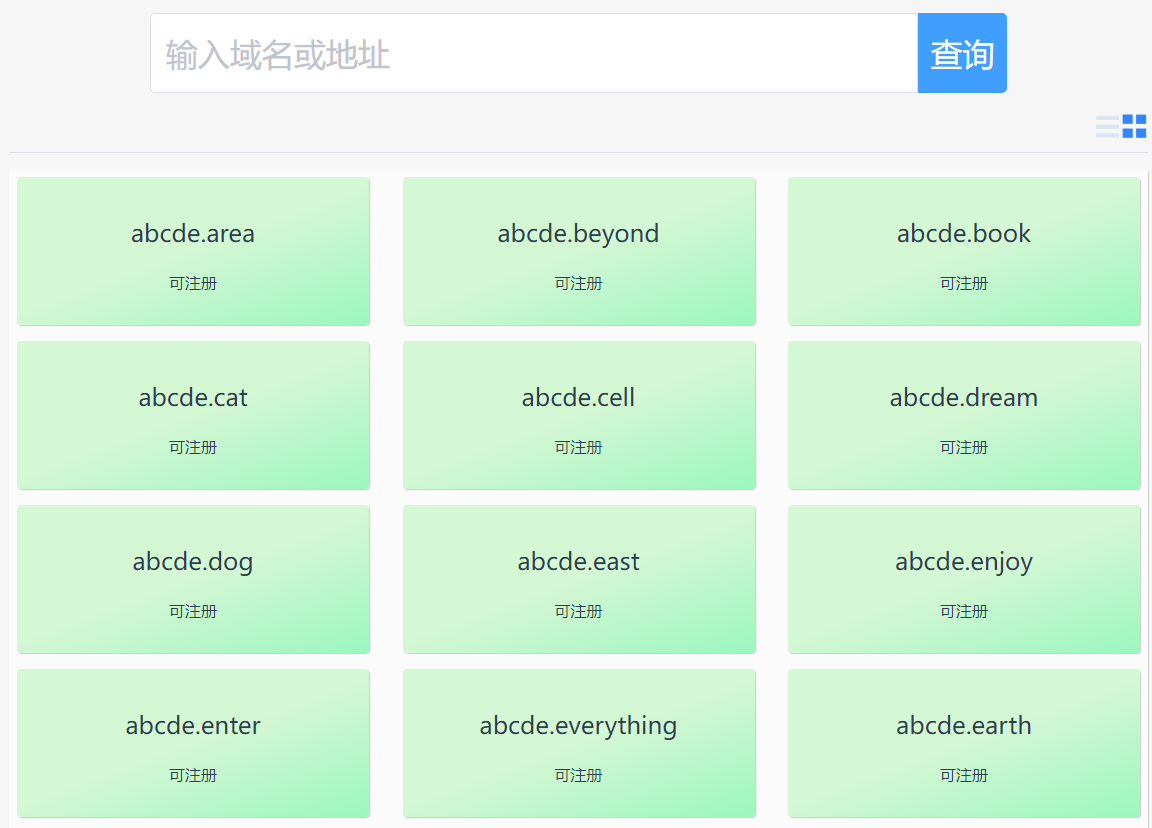 输入域名或地址
查询
abcde.area
可注册
abcde.beyond
可注册
abcde.book
可注册
abcde.cat
可注册
abcde.cell
可注册
abcde.dream
可注册
abcde.dog
可注册
abcde.east
可注册
abcde.enjoy
可注册
abcde.enter
可注册
abcde.everything
可注册
abcde.earth
可注册